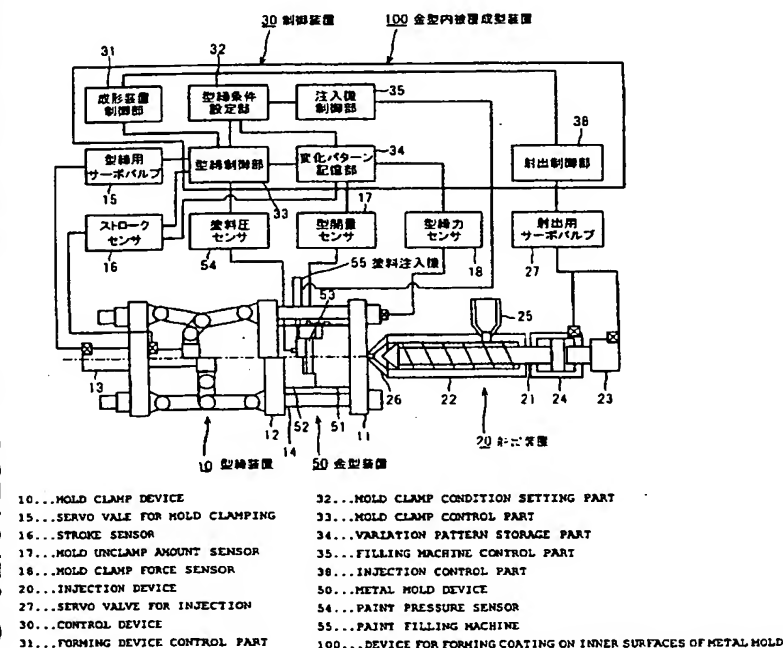 30 制御装置
100 金型内被覆成型装置
31
32
35
成形装置
制御部
型締条件
設定部
注入機
制御部
38
型締用
サーボバルブ
型締制御部
変化パターン
記憶部
34
射出制御部
15
33
17
ストローク
センサ
塗料圧
センサ
型開量
センサ
型締力
センサ
射出用
サーボバルブ
16
54
55 塗料注入機
18
27
53
25
13
12
14
52
51
11
26
22
21
24
23
10 型締装置
50 金型装置
20
10...MOLD CLAMP DEVICE
15...SERVO VALE FOR MOLD CLAMPING
16...STROKE SENSOR
17...MOLD UNCLAMP AMOUNT SENSOR
18...MOLD CLAMP FORCE SENSOR
20...INJECTION DEVICE
27...SERVO VALVE FOR INJECTION
30...CONTROL DEVICE
31...FORMING DEVICE CONTROL PART
32...MOLD CLAMP CONDITION SETTING PART
33...MOLD CLAMP CONTROL PART
34...VARIATION PATTERN STORAGE PART
35...FILLING MACHINE CONTROL PART
38...INJECTION CONTROL PART
50...METAL MOLD DEVICE
54...PAINT PRESSURE SENSOR
55...PAINT FILLING MACHINE
100...DEVICE FOR FORMING COATING ON INNER SURFACES OF METAL MOLD